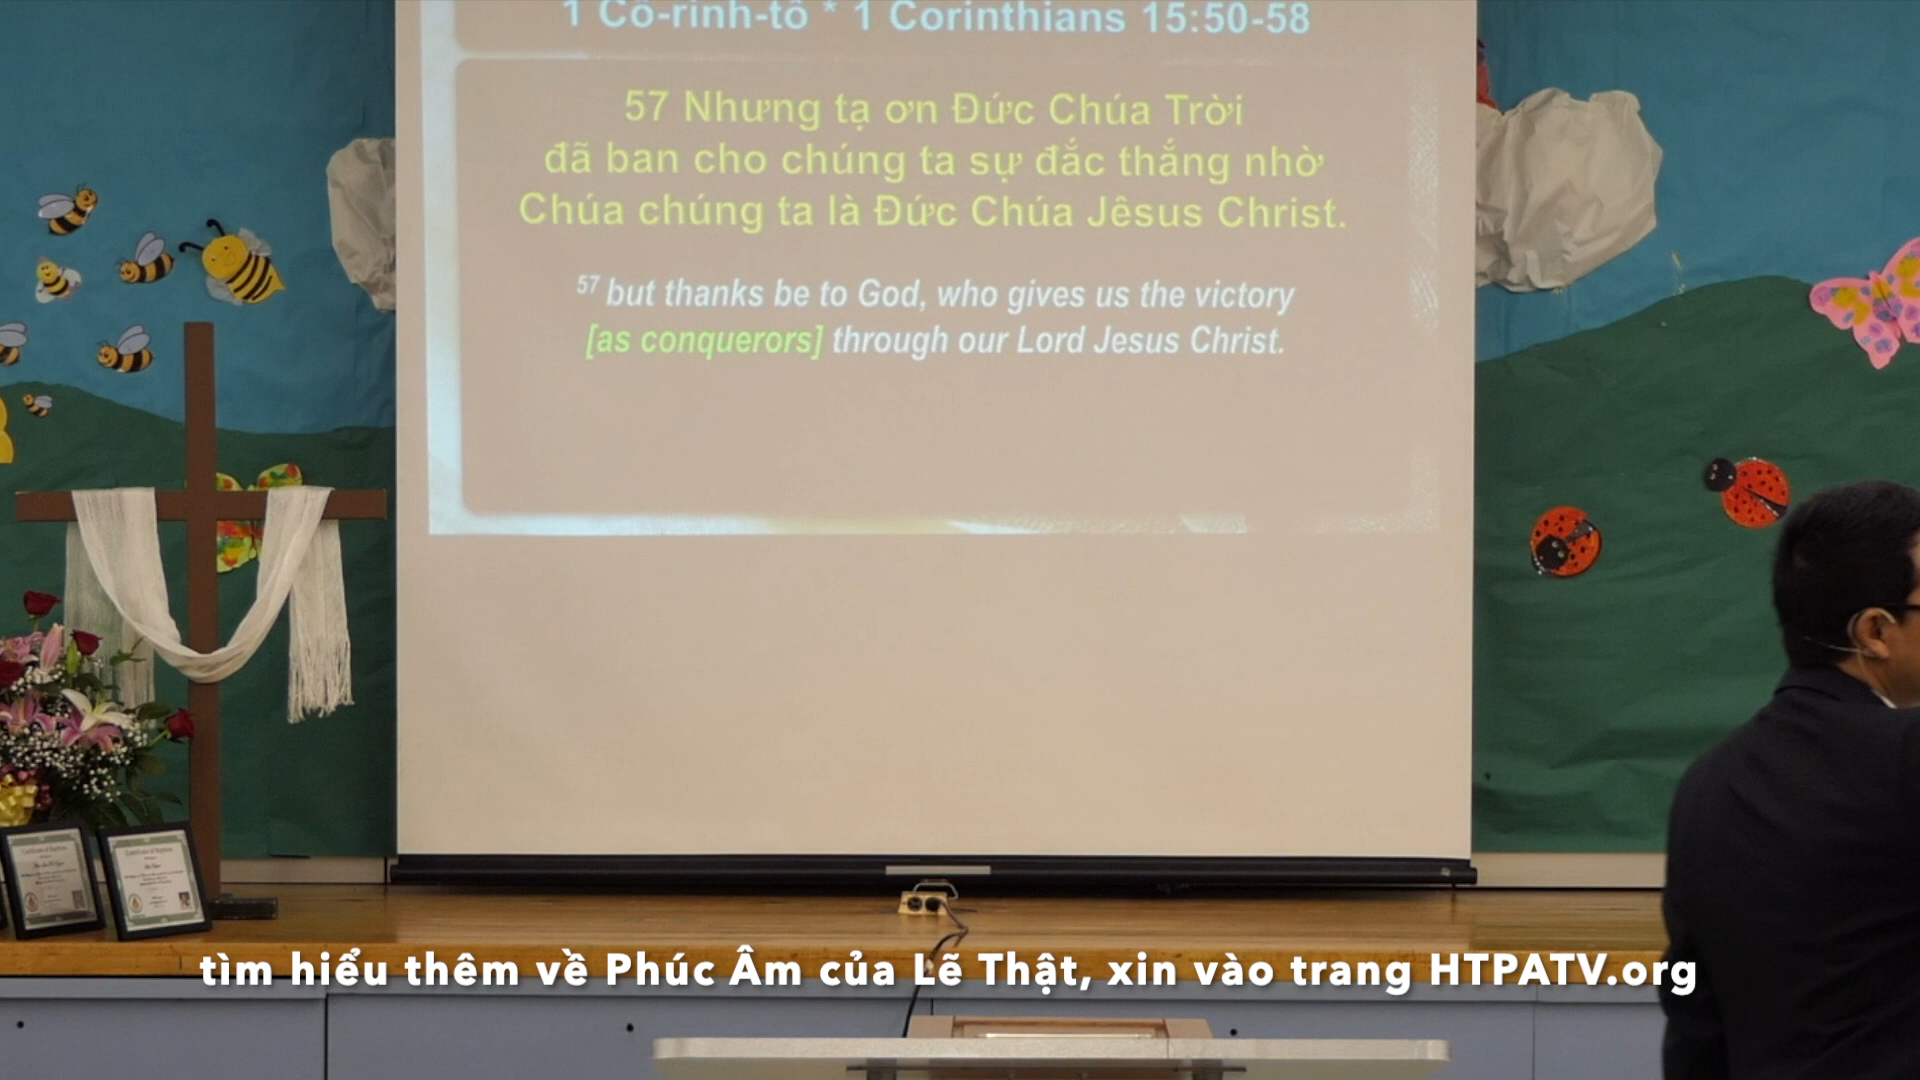 1 Cô-rinh-tô * 1 Corinthians 15:50-58
57 Nhưng tạ ơn Đức Chúa Trời
đã ban cho chúng ta sự đắc thắng nhờ
Chúa chúng ta là Đức Chúa Jêsus Christ.
57 but thanks be to God, who gives us the victory
[as conquerors] through our Lord Jesus Christ.
Certificate of Baptism
tìm hiểu thêm về Phúc Âm của Lẽ Thật, xin vào trang HTPATV.org